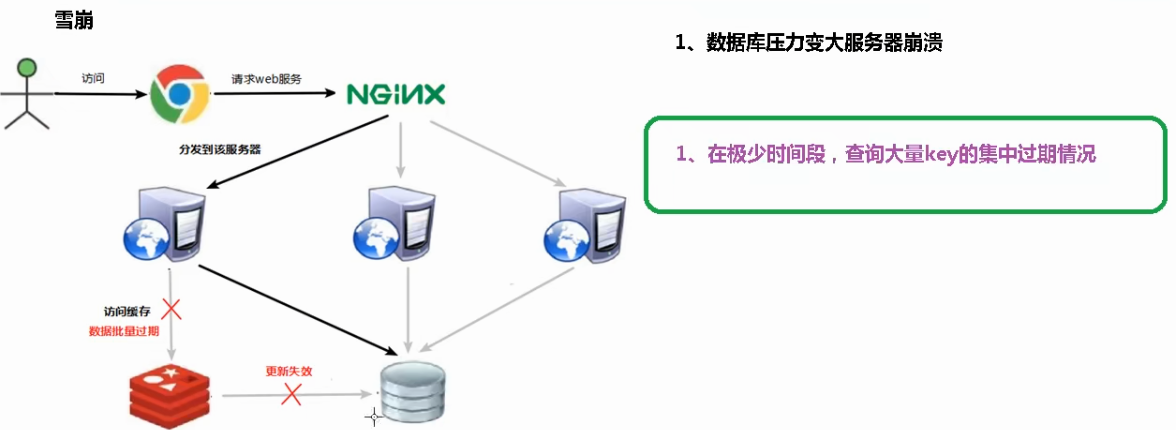 雪崩
1、数据库压力变大服务器崩溃
访问
请求web服务
NGiNX
1、在极少时间段，查询大量key的集中过期情况
分发到该服务器
访问缓存
数据批量过期
更新失效